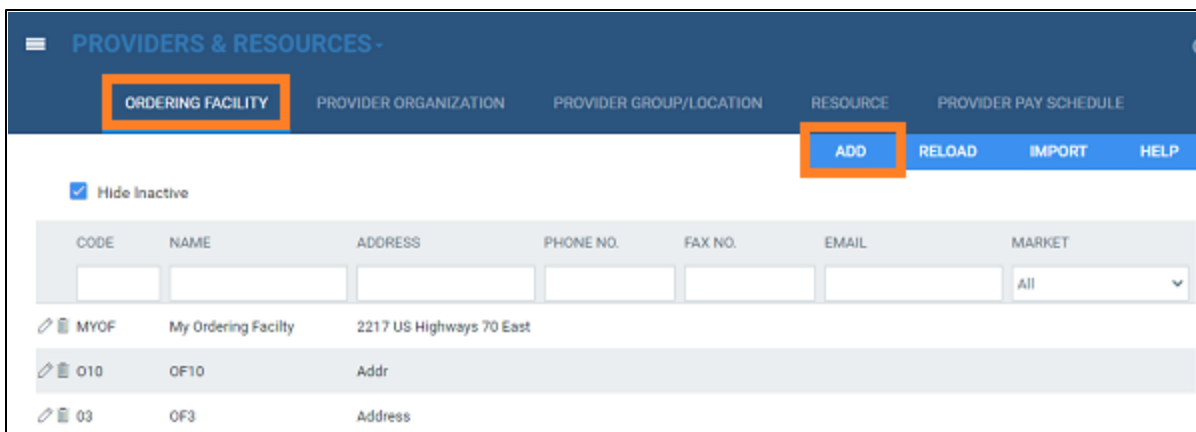 PROVIDERS & RESOURCES
ORDERING FACILITY PROVIDER ORGANIZATION PROVIDER GROUP/LOCATION RESOURCE PROVIDER PAY SCHEDULE
ADD RELOAD IMPORT HELP
Hide Inactive
CODE NAME ADDRESS PHONE NO. FAX NO. EMAIL MARKET
All
MYOF My Ordering Facilty 2217 US Highways 70 East
O10 OF10 Addr
03 OF3 Address